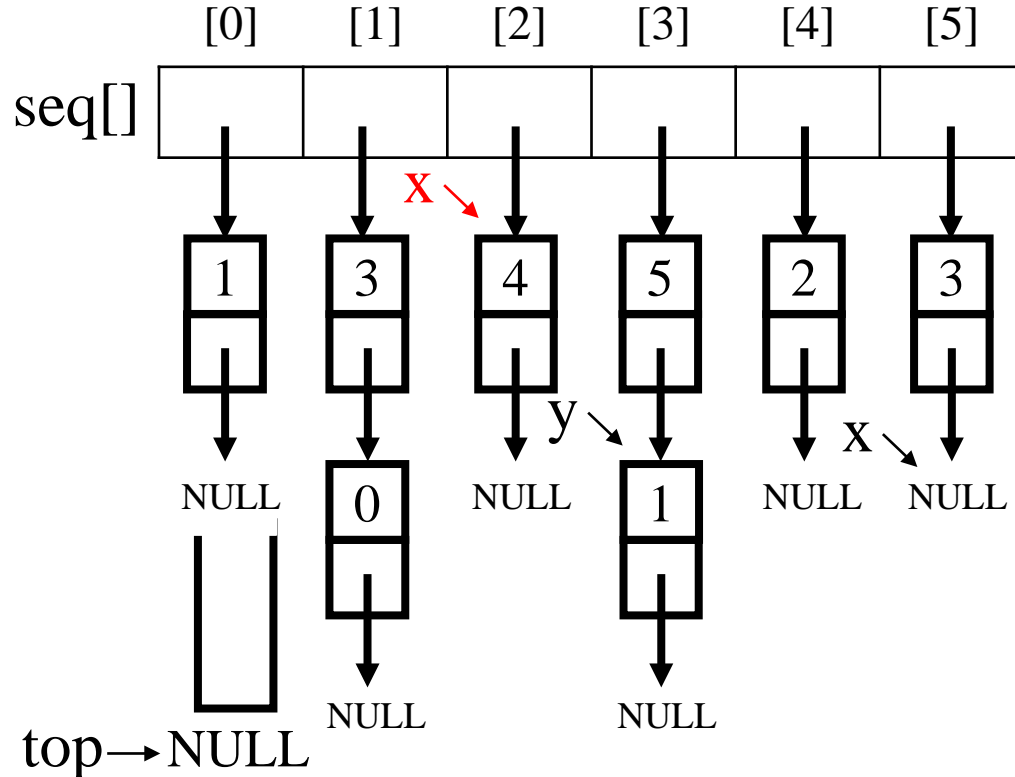 [0] [1] [2] [3] [4] [5]
seq[]
x
1 3 4 5 2 3
y x
NULL 0 NULL 1 NULL NULL
NULL NULL
top NULL